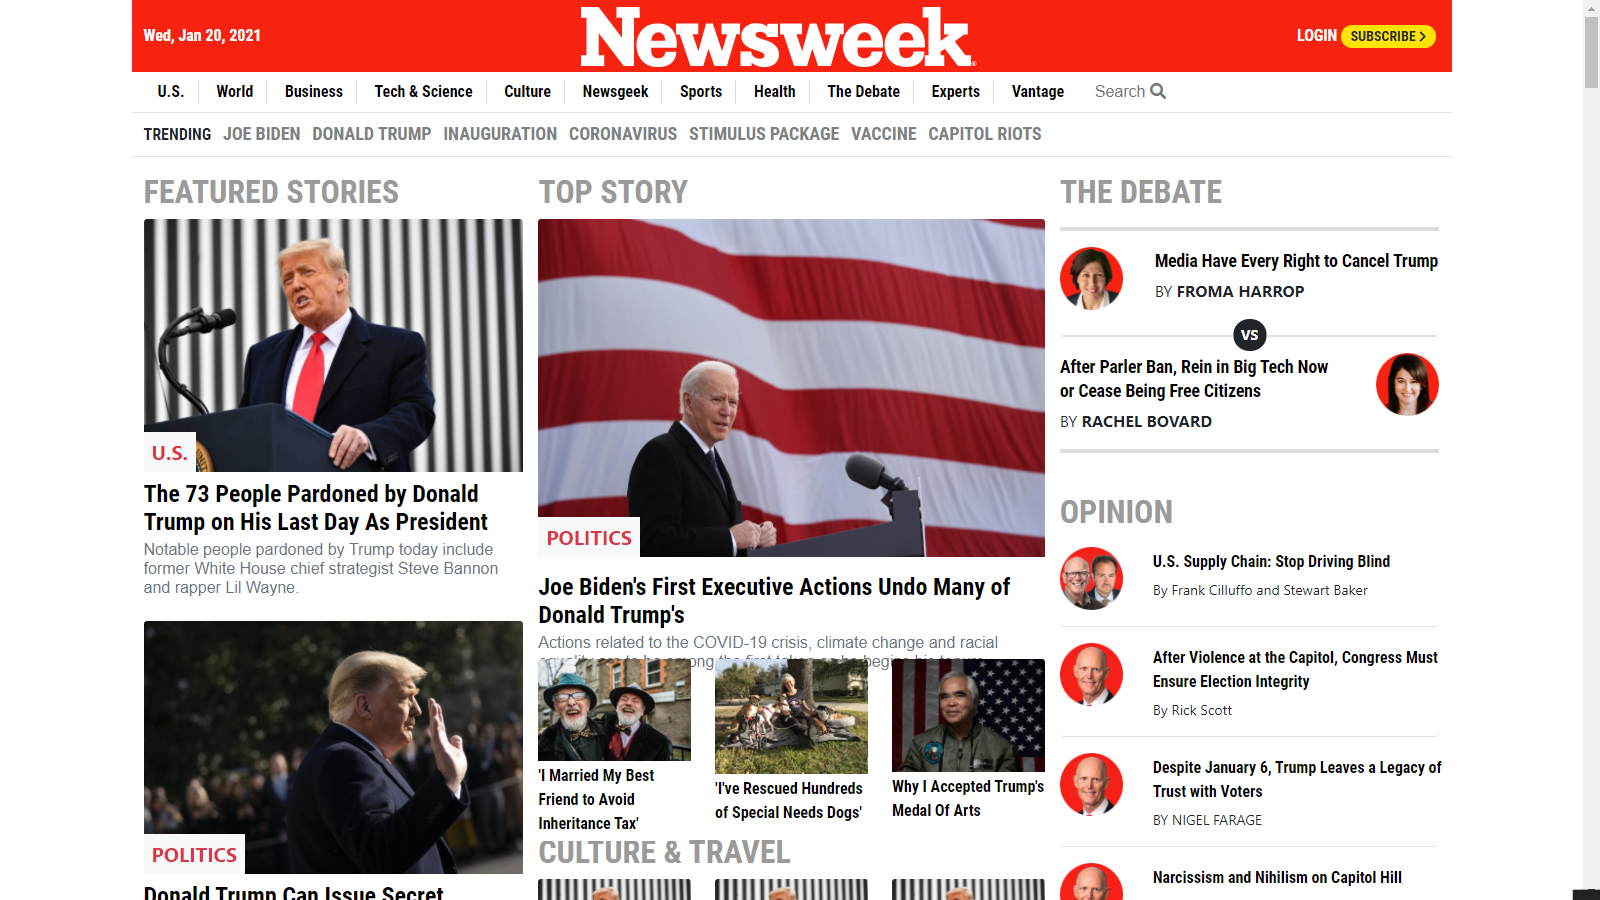 Wed, Jan 20, 2021
Newsweek
LOGIN
SUBSCRIBE
U.S.
World
Business
Tech & Science
Culture
Newsgeek
Sports
Health
The Debate
Experts
Vantage
Search
TRENDING
JOE BIDEN
DONALD TRUMP
INAUGURATION
CORONAVIRUS
STIMULUS PACKAGE
VACCINE
CAPITOL RIOTS
FEATURED STORIES
U.S.
The 73 People Pardoned by Donald
Trump on His Last Day As President
Notable people pardoned by Trump today include
former White House chief strategist Steve Bannon
and rapper Lil Wayne.
POLITICS
Donald Trump Can Issue Secret
TOP STORY
POLITICS
Joe Biden's First Executive Actions Undo Many of
Donald Trump's
Actions related to the COVID-19 crisis, climate change and racial
'I Married My Best
Friend to Avoid
Inheritance Tax'
'I've Rescued Hundreds
of Special Needs Dogs'
Why I Accepted Trump's
Medal Of Arts
CULTURE & TRAVEL
THE DEBATE
Media Have Every Right to Cancel Trump
BY FROMA HARROP
VS
After Parler Ban, Rein in Big Tech Now
or Cease Being Free Citizens
BY RACHEL BOVARD
OPINION
U.S. Supply Chain: Stop Driving Blind
By Frank Cilluffo and Stewart Baker
After Violence at the Capitol, Congress Must
Ensure Election Integrity
By Rick Scott
Despite January 6, Trump Leaves a Legacy of
Trust with Voters
BY NIGEL FARAGE
Narcissism and Nihilism on Capitol Hill